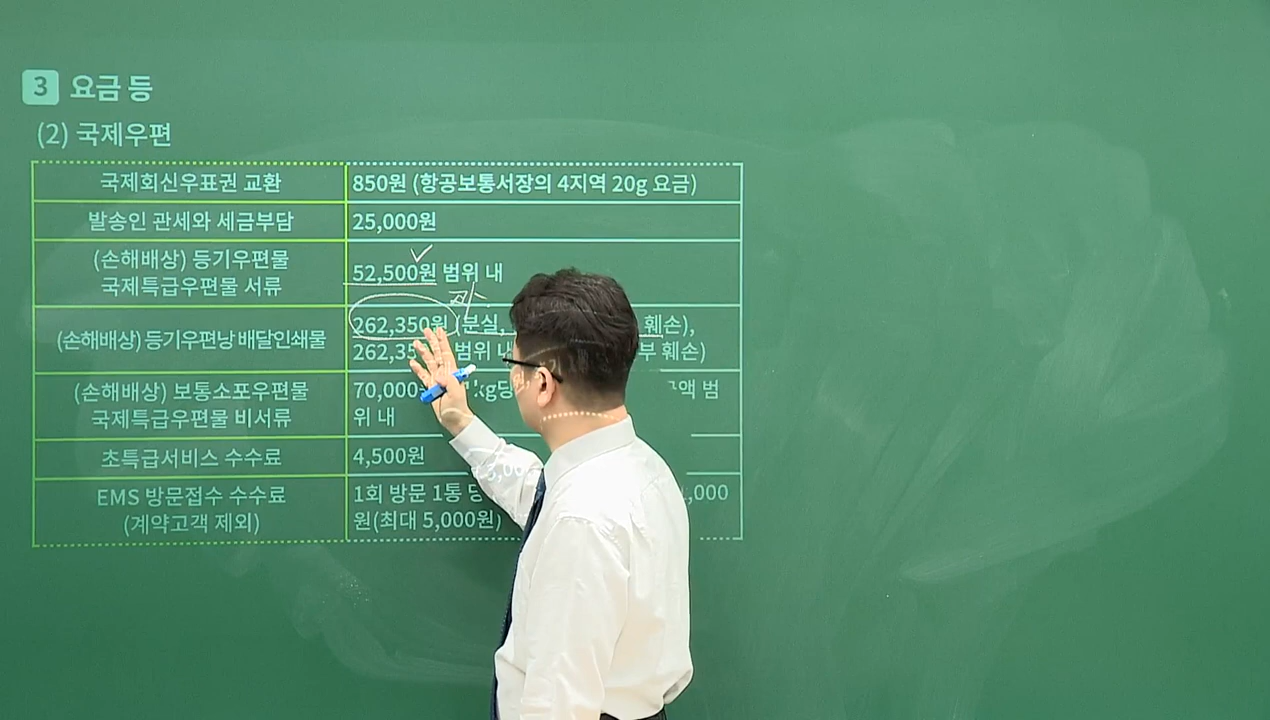 3 요금 등
(2) 국제우편
국제회신우표권 교환
850원 (항공보통서장의 4지역 20g 요금)
발송인 관세와 세금부담
25,000원
(손해배상) 등기우편물
국제특급우편물 서류
52,500원 범위 내
(손해배상) 등기우편낭 배달인쇄물
262,350원 (분실, 훼손),
범위 훼손)
(손해배상) 보통소포우편물
국제특급우편물 비서류
범
위 내
초특급서비스 수수료
4,500원
EMS 방문접수 수수료
(계약고객 제외)
1회 방문 1통 당
원(최대 5,000원)